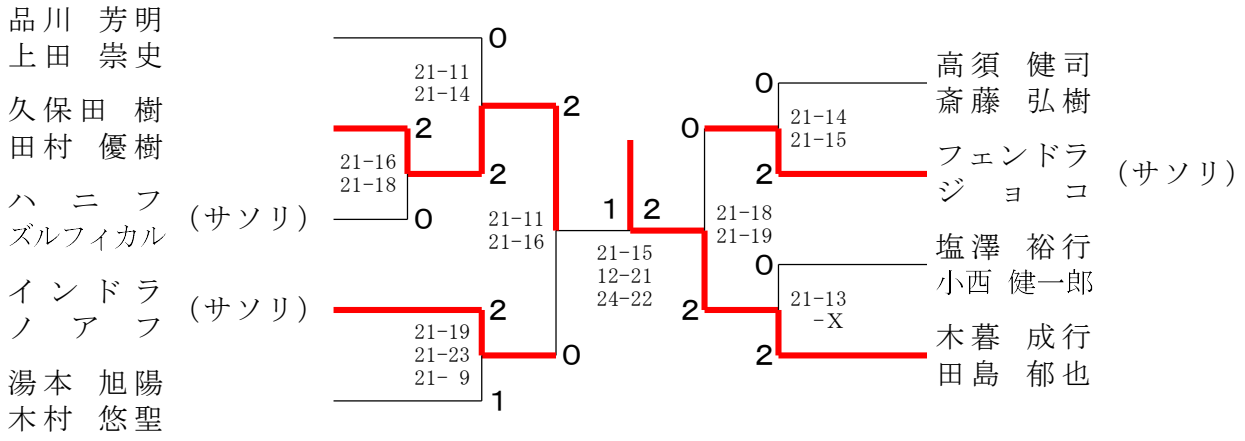 品川 芳明
上田 崇史
久保田 樹
田村 優樹
ハニフ
ズルフィカル
(サソリ)
インドラ
ノアフ
(サソリ)
湯本 旭陽
木村 悠聖
0
21-11
21-14
2
21-16
21-18
0
2
2
2
21-19
21-23
21- 9
1
0
21-11
21-16
1
2
21-15
12-21
24-22
0
21-18
21-19
2
0
21-14
21-15
2
0
21-13
-X
2
高須 健司
斎藤 弘樹
フェンドラ
ジョコ
(サソリ)
塩澤 裕行
小西 健一郎
木暮 成行
田島 郁也